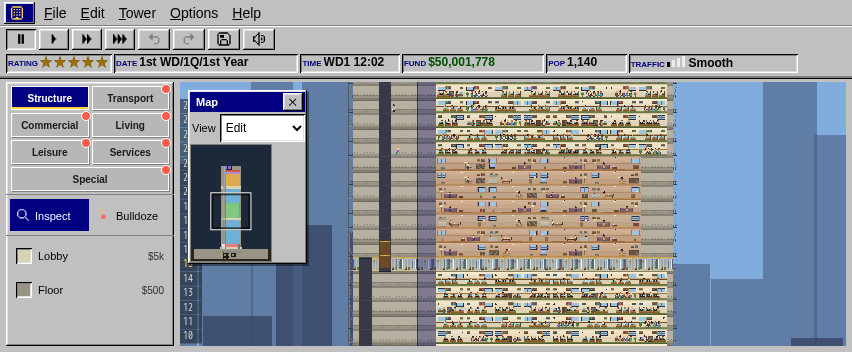 File Edit Tower Options Help
RATING DATE 1st WD/1Q/1st Year TIME WD1 12:02 FUND $50,001,778 POP 1,140 TRAFFIC Smooth
Structure Transport
Commercial Living
Leisure Services
Special
Inspect Bulldoze
Lobby $5k
Floor $500
Map
View Edit
14
13
12
11
10